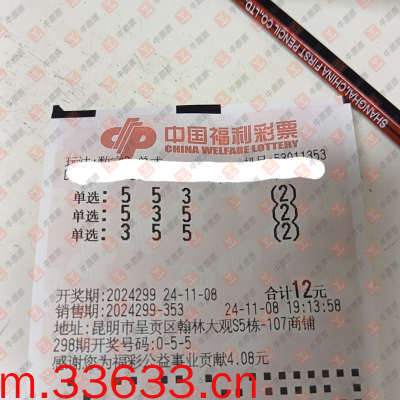 SHANGHAI CHINA FIRST PENCIL CO.,LTD
中国福利彩票
CHINA WELFARE LOTTERY
单选: 5 5 3 (2)
单选: 5 3 5 (2)
单选: 3 5 5 (2)
开奖期:2024299 24-11-08 合计12元
销售期:2024299-353 24-11-08 19:13:58
地址:昆明市呈贡区翰林大观S5栋-107商铺
298期开奖号码:0-5-5
感谢您为福彩公益事业贡献4.08元
m.33633.cn